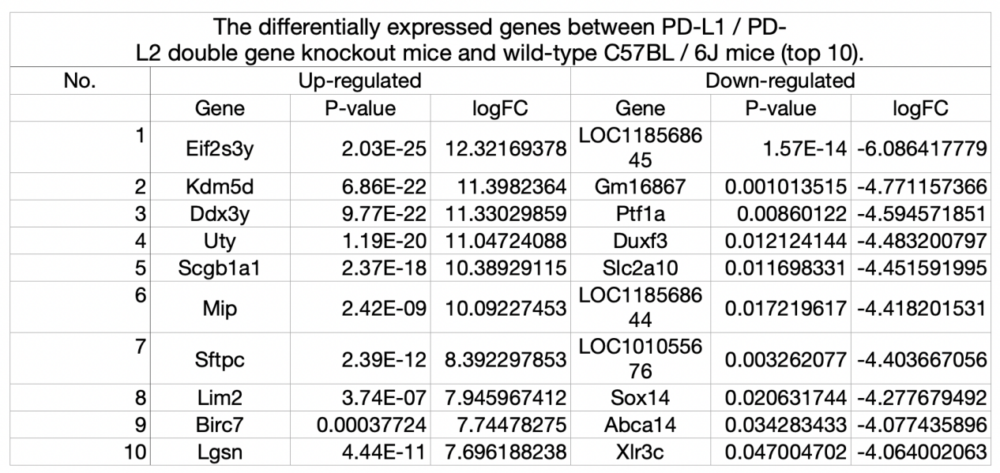 The differentially expressed genes between PD-L1 / PD-
L2 double gene knockout mice and wild-type C57BL / 6J mice (top 10).
No. Up-regulated Down-regulated
Gene P-value logFC Gene P-value logFC
1 Eif2s3y 2.03E-25 12.32169378 LOC1185686
45 1.57E-14 -6.086417779
2 Kdm5d 6.86E-22 11.3982364 Gm16867 0.001013515 -4.771157366
3 Ddx3y 9.77E-22 11.33029859 Ptf1a 0.00860122 -4.594571851
4 Uty 1.19E-20 11.04724088 Duxf3 0.012124144 -4.483200797
5 Scgb1a1 2.37E-18 10.38929115 Slc2a10 0.011698331 -4.451591995
6 Mip 2.42E-09 10.09227453 LOC1185686
44 0.017219617 -4.418201531
7 Sftpc 2.39E-12 8.392297853 LOC1010556
76 0.003262077 -4.403667056
8 Lim2 3.74E-07 7.945967412 Sox14 0.020631744 -4.277679492
9 Birc7 0.00037724 7.74478275 Abca14 0.034283433 -4.077435896
10 Lgsn 4.44E-11 7.696188238 Xlr3c 0.047004702 -4.064002063